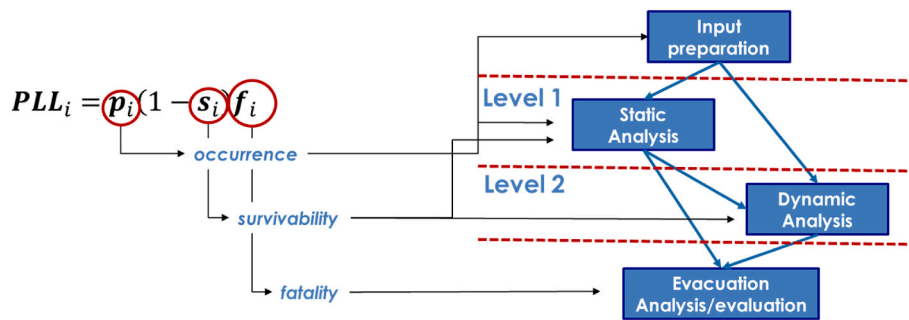 Input
preparation
Level 1
PLLᵢ = pᵢ(1 − sᵢ)fᵢ
Static
Analysis
occurrence
Level 2
Dynamic
Analysis
survivability
Evacuation
Analysis/evaluation
fatality